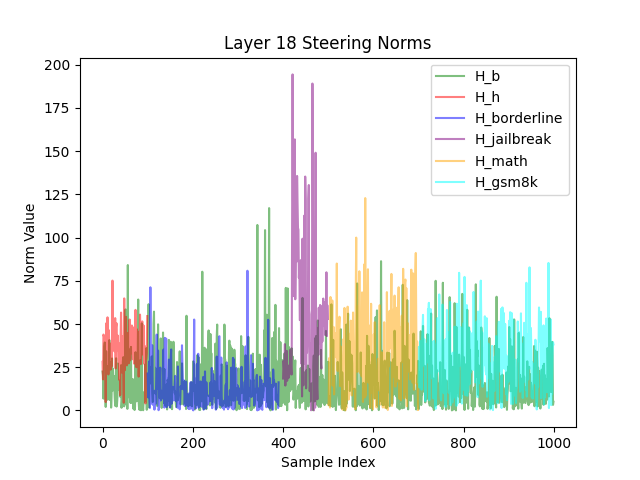 Layer 18 Steering Norms
H_b
H_h
H_borderline
H_jailbreak
H_math
H_gsm8k
Norm Value
200
175
150
125
100
75
50
25
0
0 200 400 600 800 1000
Sample Index